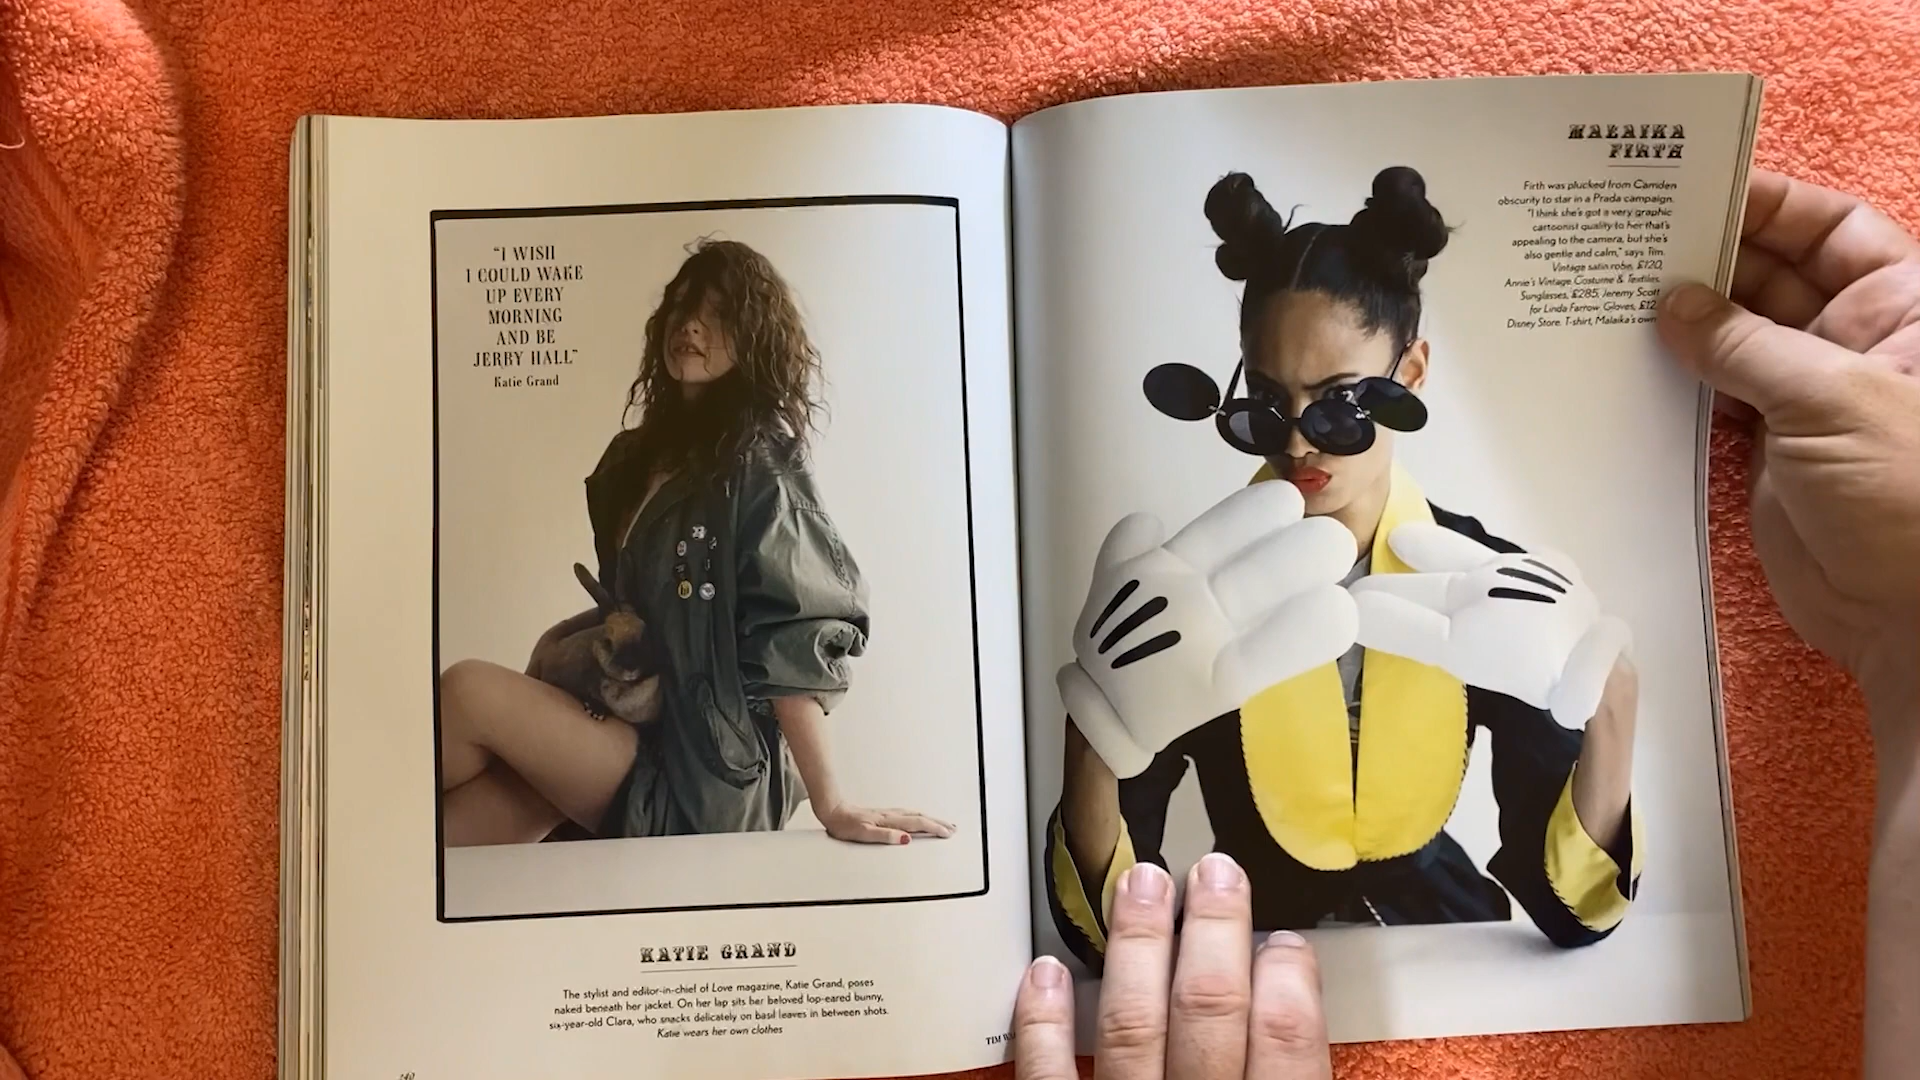 “I WISH
I COULD WAKE
UP EVERY
MORNING
AND BE
JERRY HALL”
Katie Grand
KATIE GRAND
The stylist and editor-in-chief of Love magazine, Katie Grand, poses
naked beneath her jacket. On her lap sits her beloved lop-eared bunny,
six-year-old Clara, who snacks delicately on basil leaves in between shots.
Katie wears her own clothes
240
TIM
MALAIKA
FIRTH
Firth was plucked from Camden
obscurity to star in a Prada campaign.
“I think she’s got a very graphic
cartoonist quality to her that’s
appealing to the camera, but she’s
also gentle and calm,” says Tim.
Vintage satin robe, £120,
Annie’s Vintage Costume & Textiles.
Sunglasses, £285, Jeremy Scott
for Linda Farrow. Gloves, £12
Disney Store. T-shirt, Malaika’s own